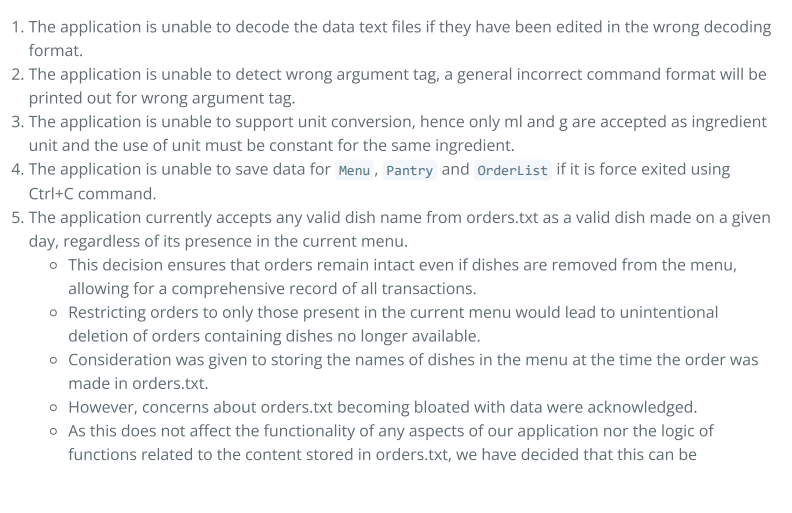 1. The application is unable to decode the data text files if they have been edited in the wrong decoding
format.
2. The application is unable to detect wrong argument tag, a general incorrect command format will be
printed out for wrong argument tag.
3. The application is unable to support unit conversion, hence only ml and g are accepted as ingredient
unit and the use of unit must be constant for the same ingredient.
4. The application is unable to save data for Menu, Pantry and OrderList if it is force exited using
Ctrl+C command.
5. The application currently accepts any valid dish name from orders.txt as a valid dish made on a given
day, regardless of its presence in the current menu.
○ This decision ensures that orders remain intact even if dishes are removed from the menu,
allowing for a comprehensive record of all transactions.
○ Restricting orders to only those present in the current menu would lead to unintentional
deletion of orders containing dishes no longer available.
○ Consideration was given to storing the names of dishes in the menu at the time the order was
made in orders.txt.
○ However, concerns about orders.txt becoming bloated with data were acknowledged.
○ As this does not affect the functionality of any aspects of our application nor the logic of
functions related to the content stored in orders.txt, we have decided that this can be